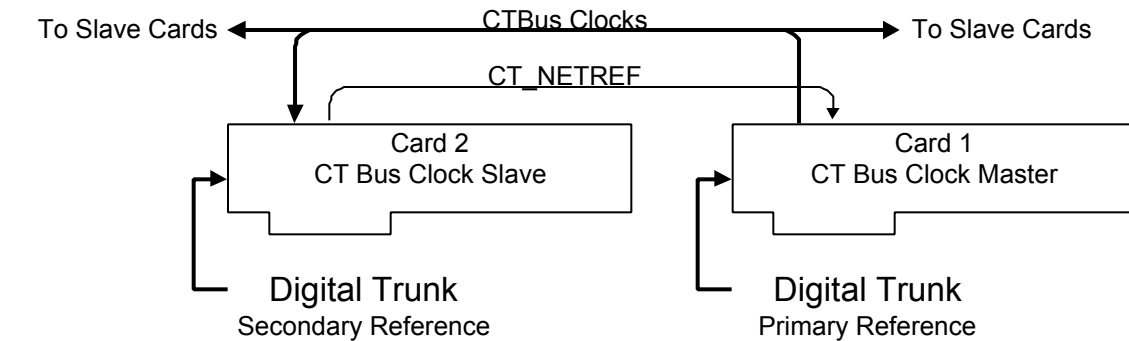 CTBus Clocks
To Slave Cards
To Slave Cards
CT_NETREF
Card 2
CT Bus Clock Slave
Card 1
CT Bus Clock Master
Digital Trunk
Secondary Reference
Digital Trunk
Primary Reference